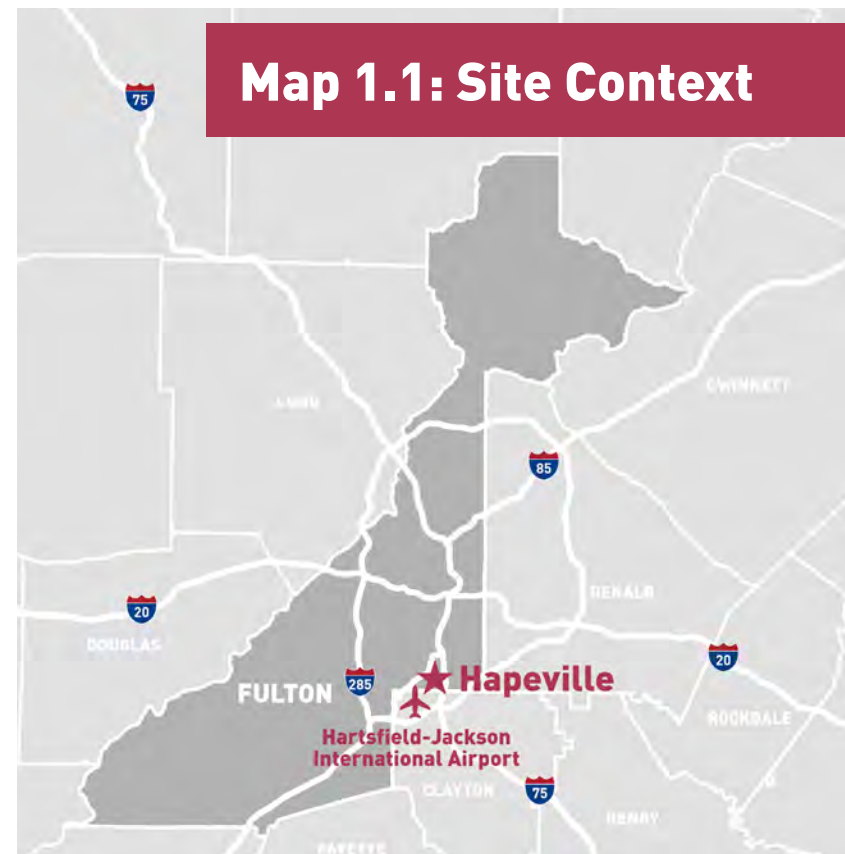 Map 1.1: Site Context
75
GWINNETT
85
DEKALB
20
DOUGLAS
20
285
FULTON
Hapeville
ROCKDALE
Hartsfield-Jackson
International Airport
CLAYTON
75
HENRY
FAYETTE